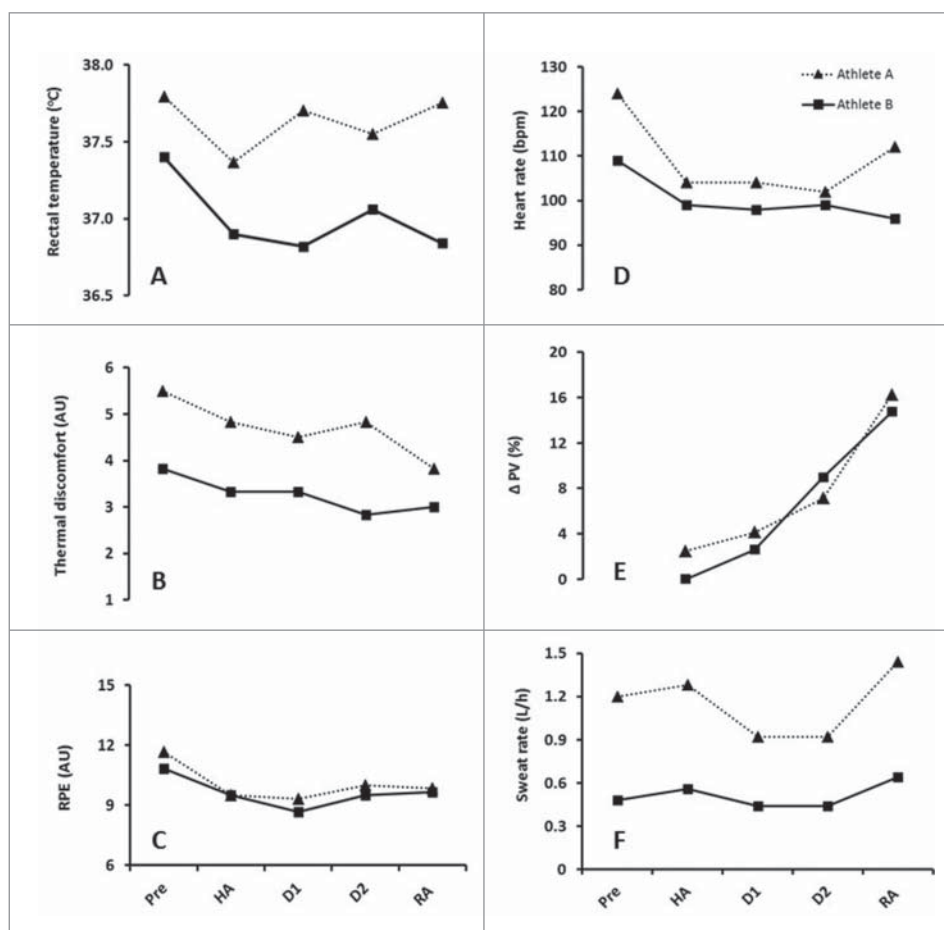 Rectal temperature (°C)
38.0
37.5
37.0
36.5
A
Heart rate (bpm)
130
120
110
100
90
80
D
Athlete A
Athlete B
Thermal discomfort (AU)
6
5
4
3
2
1
B
Δ PV (%)
20
16
12
8
4
0
E
RPE (AU)
15
12
9
6
C
Pre HA D1 D2 RA
Sweat rate (L/h)
1.5
1.2
0.9
0.6
0.3
0
F
Pre HA D1 D2 RA